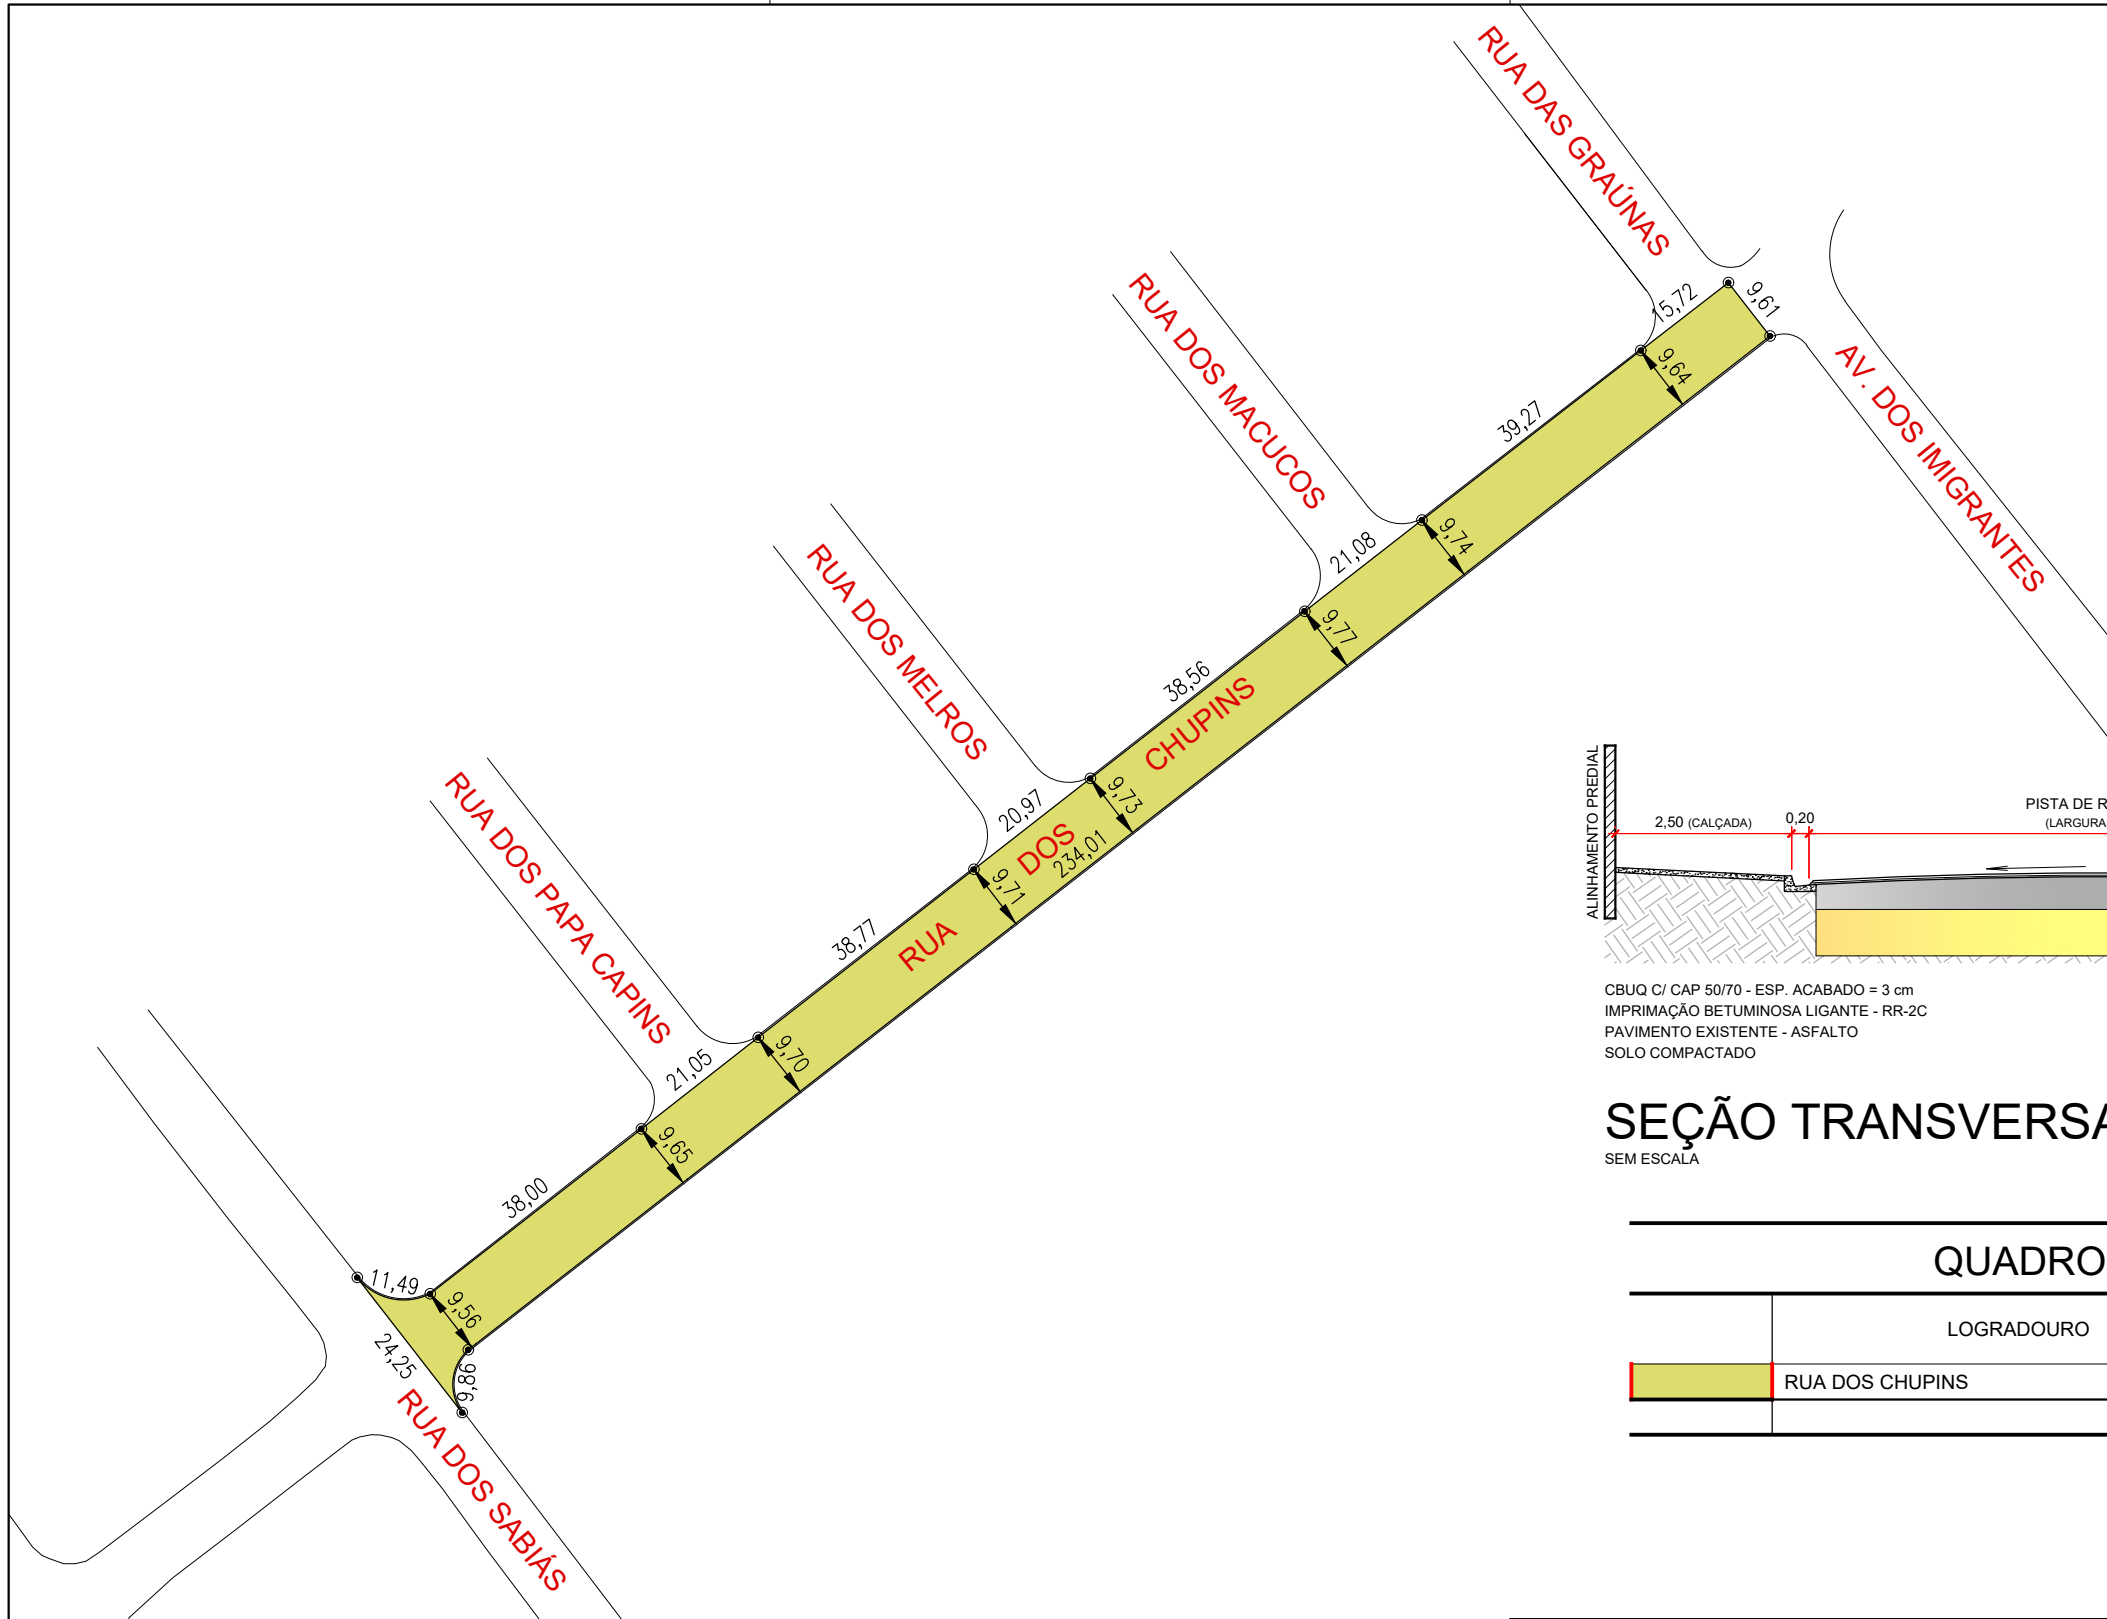 RUA DAS GRAÚNAS
15,72
9,61
9,64
RUA DOS MACUCOS
AV. DOS IMIGRANTES
39,27
21,08
9,74
9,77
RUA DOS MELROS
38,56
CHUPINS
20,97
9,73
DOS
234,01
9,71
RUA
RUA DOS PAPA CAPINS
38,77
21,05
9,70
9,65
38,00
11,49
9,56
24,25
9,86
RUA DOS SABIÁS
ALINHAMENTO PREDIAL
2,50 (CALÇADA)
0,20
PISTA DE R
(LARGURA
CBUQ C/ CAP 50/70 - ESP. ACABADO = 3 cm
IMPRIMAÇÃO BETUMINOSA LIGANTE - RR-2C
PAVIMENTO EXISTENTE - ASFALTO
SOLO COMPACTADO
SEÇÃO TRANSVERSA
SEM ESCALA
QUADRO
LOGRADOURO
RUA DOS CHUPINS